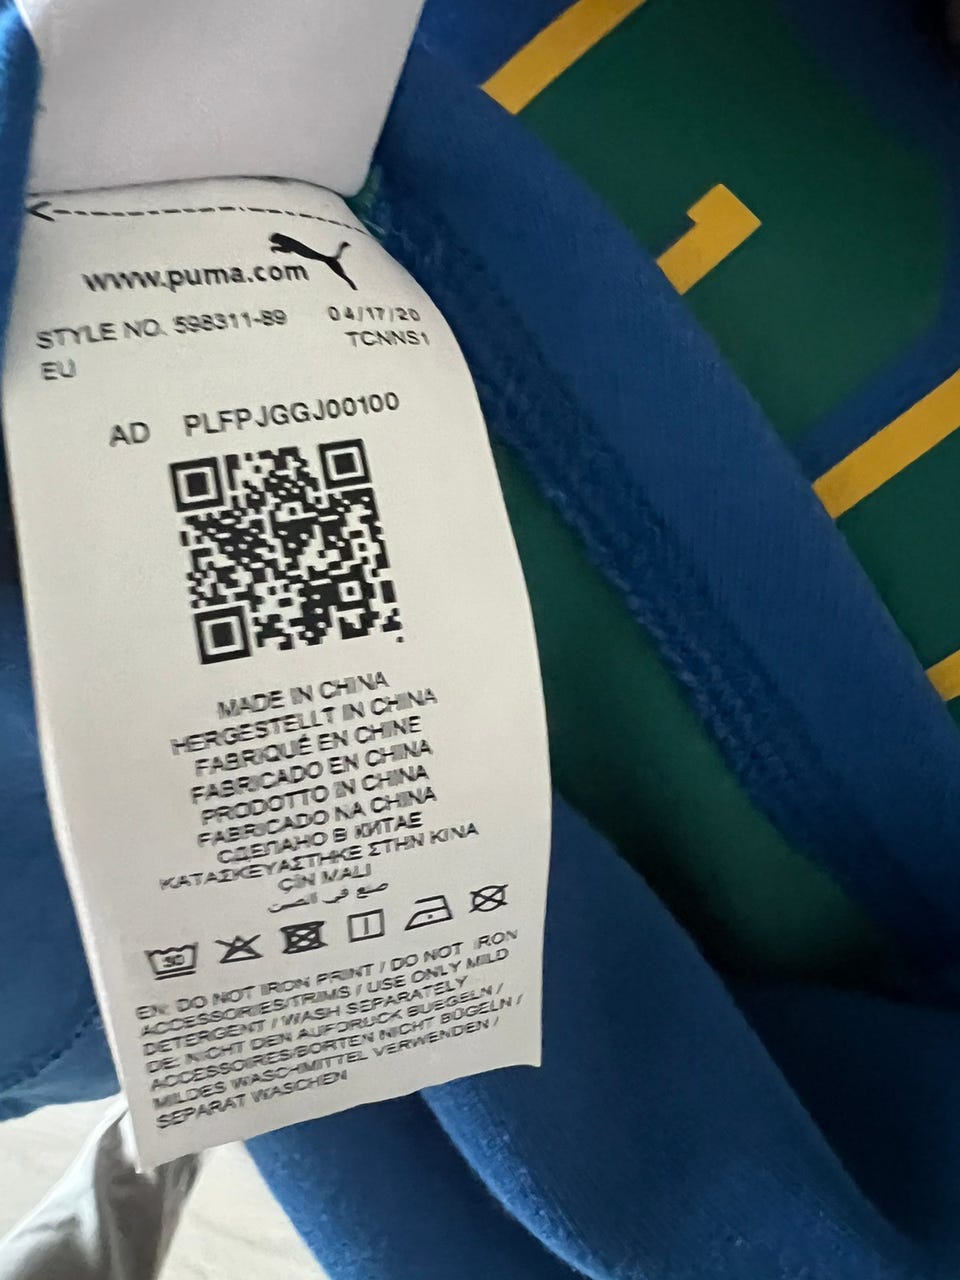 www.puma.com
STYLE NO. 598311-89 04/17/20
EU TCNNS1
AD PLFPJGGJ00100
MADE IN CHINA
HERGESTELLT IN CHINA
FABRIQUÉ EN CHINE
FABRICADO EN CHINA
PRODOTTO IN CHINA
FABRICADO NA CHINA
СДЕЛАНО В КИТАЕ
ΚΑΤΑΣΚΕΥΑΣΤΗΚΕ ΣΤΗΝ ΚΙΝΑ
ÇİN MALI
صنع في الصين
30
EN: DO NOT IRON PRINT / DO NOT IRON
ACCESSORIES/TRIMS / USE ONLY MILD
DETERGENT / WASH SEPARATELY
DE: NICHT DEN AUFDRUCK BUEGELN /
ACCESSOIRES/BORTEN NICHT BÜGELN /
MILDES WASCHMITTEL VERWENDEN /
SEPARAT WASCHEN